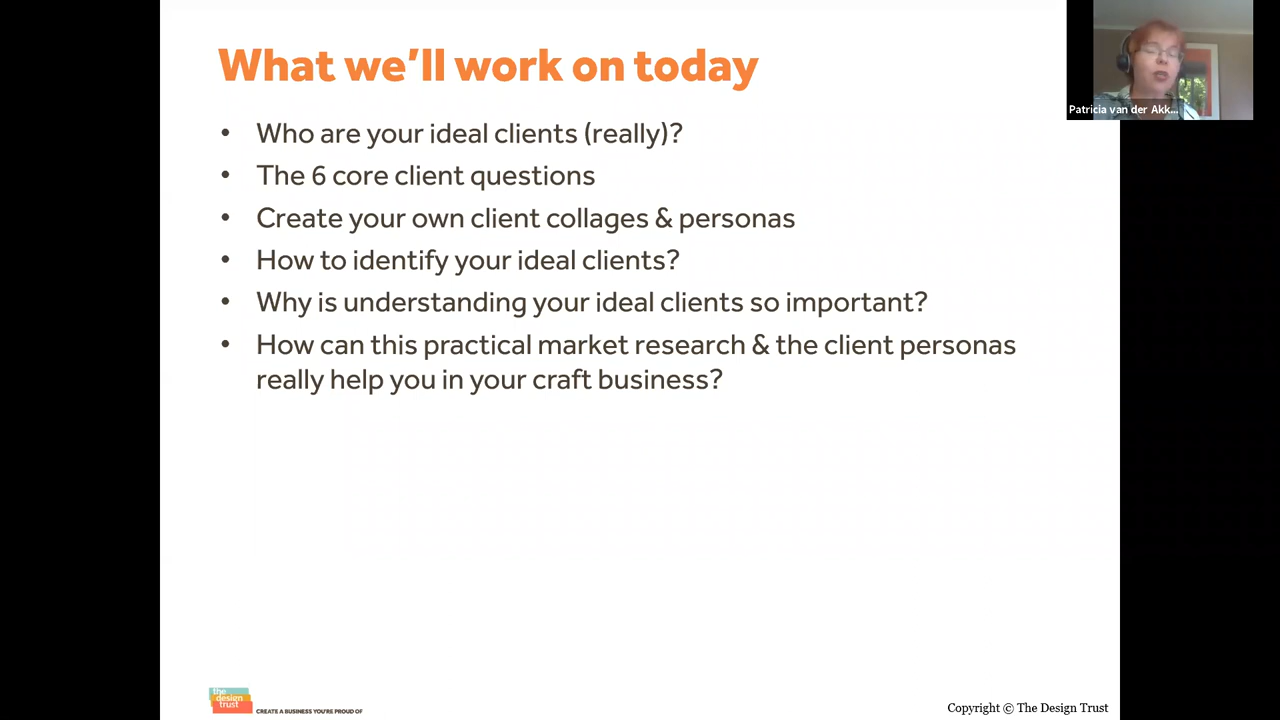 What we'll work on today
Patricia van der Akk...
• Who are your ideal clients (really)?
• The 6 core client questions
• Create your own client collages & personas
• How to identify your ideal clients?
• Why is understanding your ideal clients so important?
• How can this practical market research & the client personas
really help you in your craft business?
the
design
trust
CREATE A BUSINESS YOU'RE PROUD OF
Copyright © The Design Trust